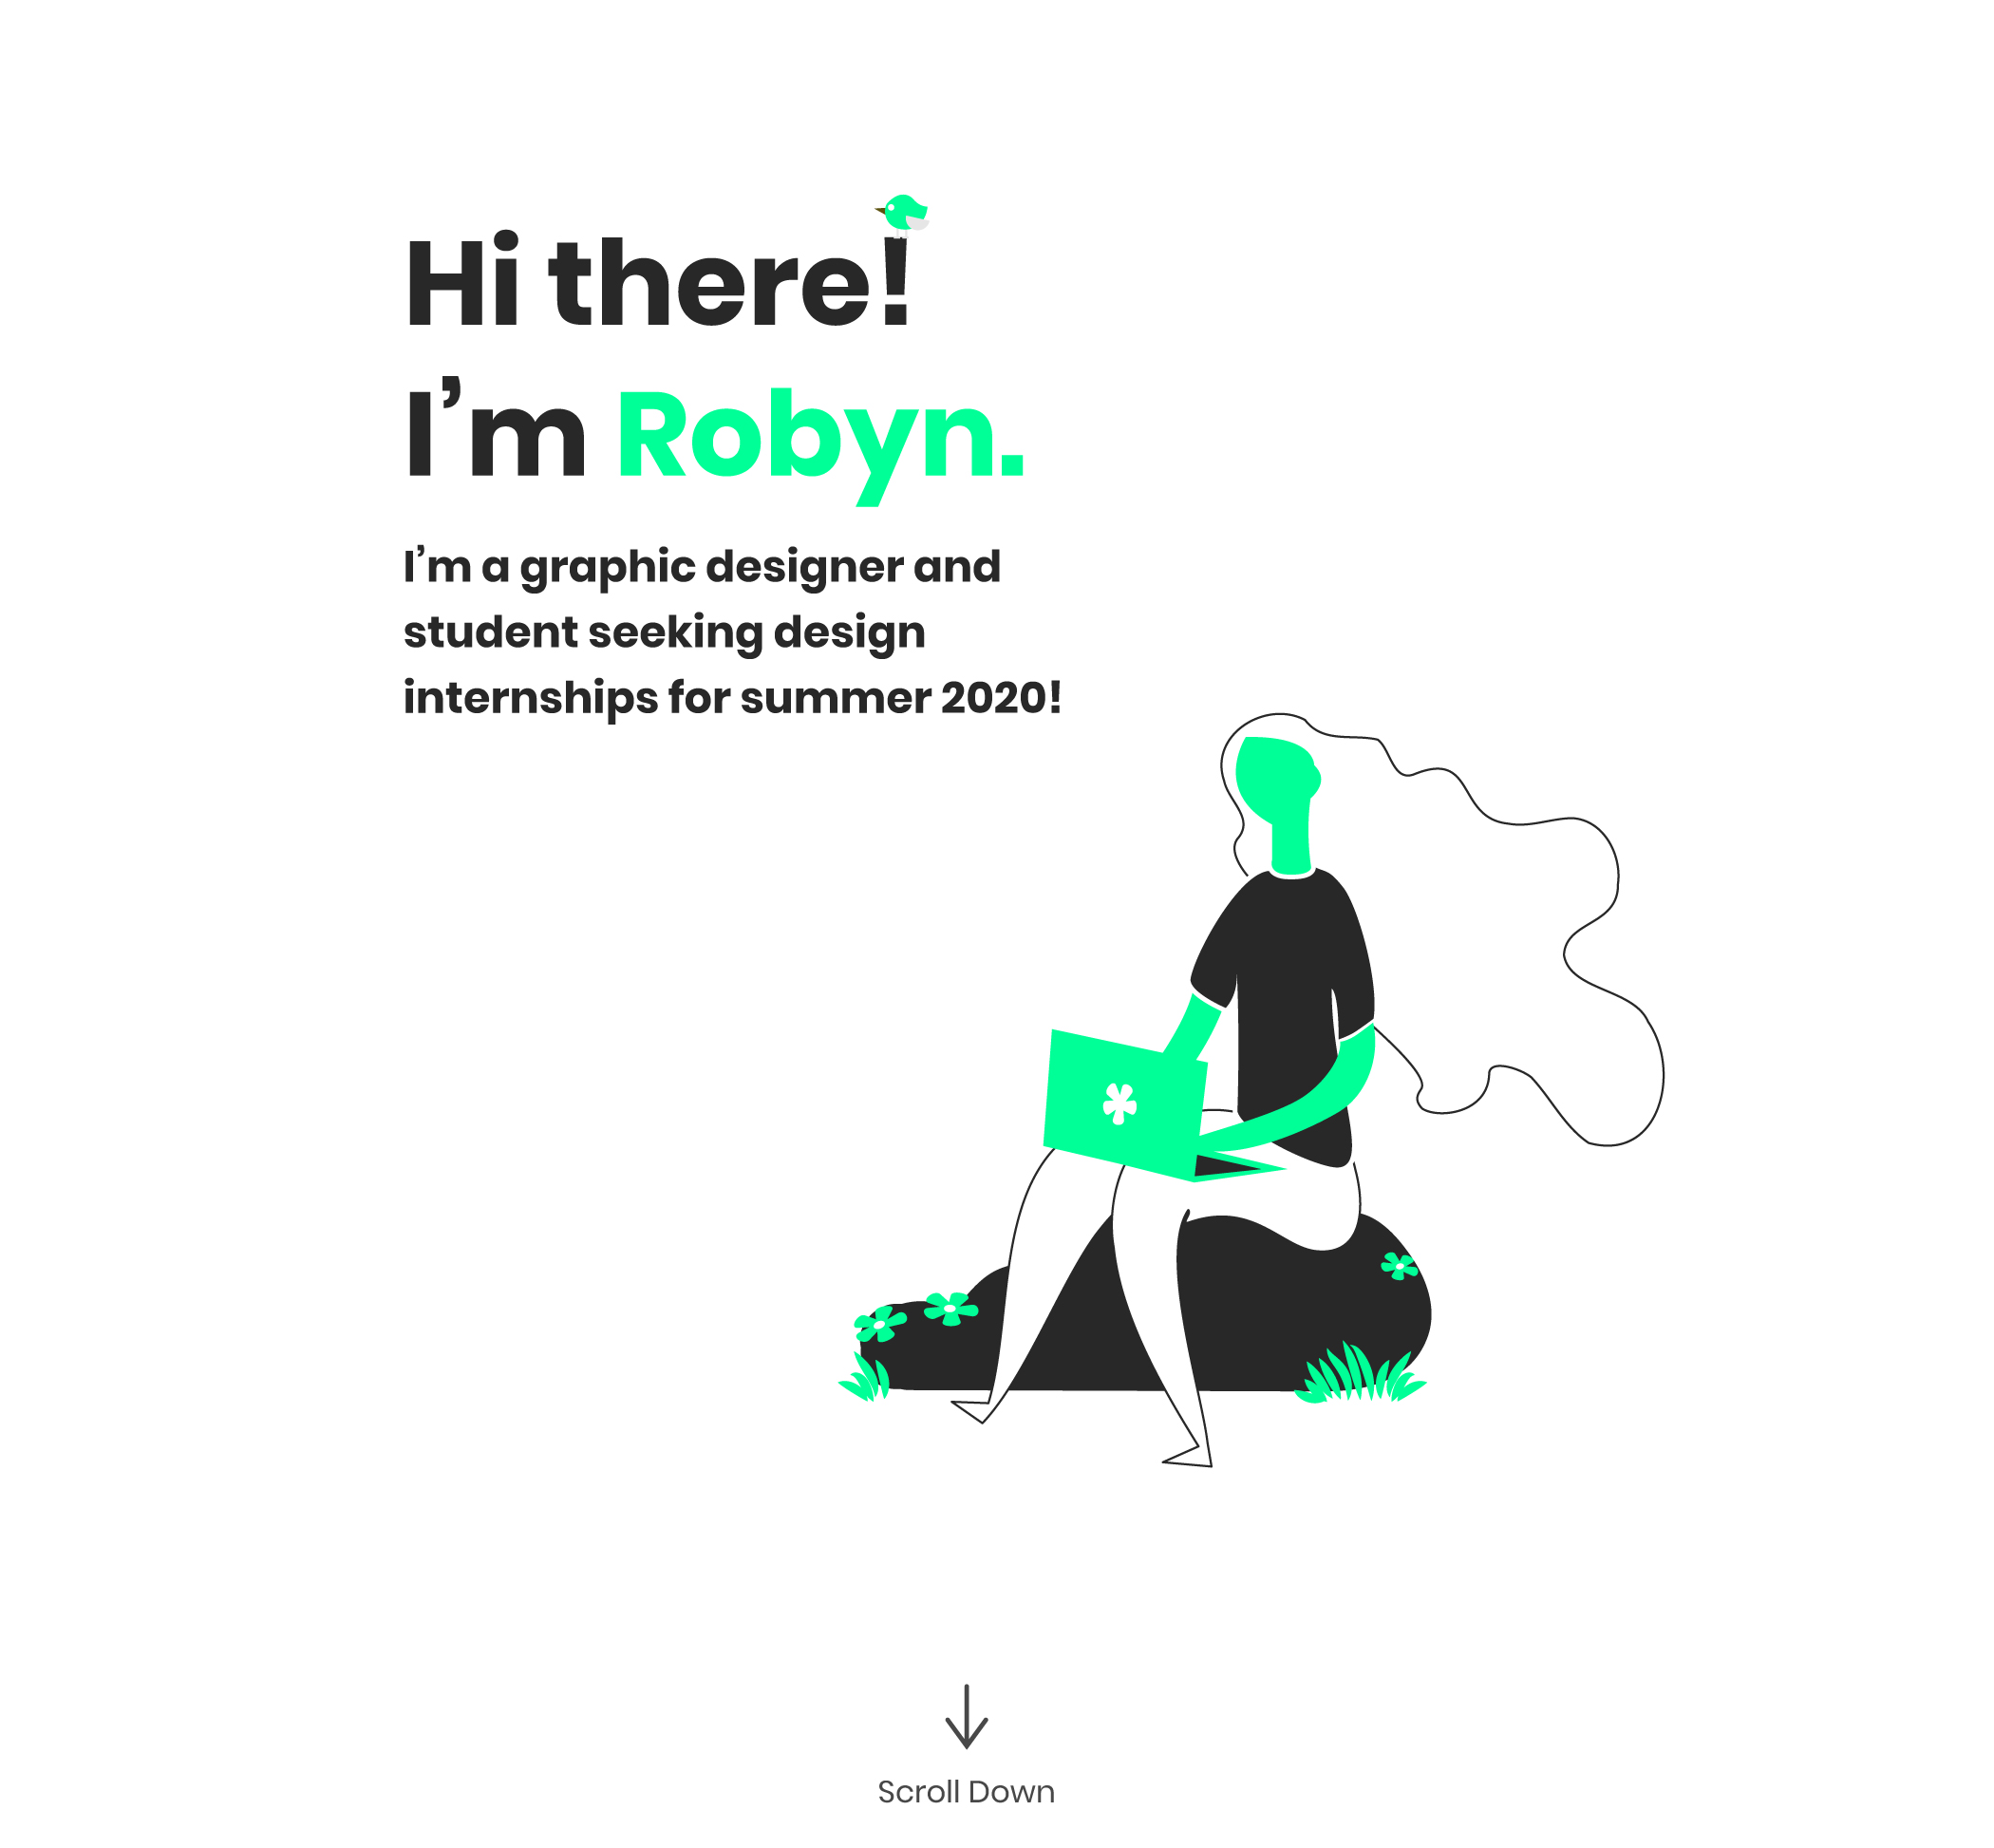 Hi there!
I’m Robyn.
I’m a graphic designer and
student seeking design
internships for summer 2020!
Scroll Down